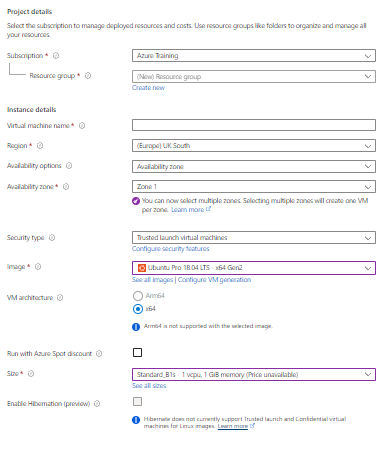 Project details
Select the subscription to manage deployed resources and costs. Use resource groups like folders to organize and manage all
your resources.
Subscription *
Azure Training
Resource group *
(New) Resource group
Create new
Instance details
Virtual machine name *
Region *
(Europe) UK South
Availability options
Availability zone
Availability zone *
Zone 1
You can now select multiple zones. Selecting multiple zones will create one VM
per zone. Learn more
Security type
Trusted launch virtual machines
Configure security features
Image *
Ubuntu Pro 18.04 LTS - x64 Gen2
See all images | Configure VM generation
VM architecture
Arm64
x64
Arm64 is not supported with the selected image.
Run with Azure Spot discount
Size *
Standard_B1s - 1 vcpu, 1 GiB memory (Price unavailable)
See all sizes
Enable Hibernation (preview)
Hibernate does not currently support Trusted launch and Confidential virtual
machines for Linux images. Learn more